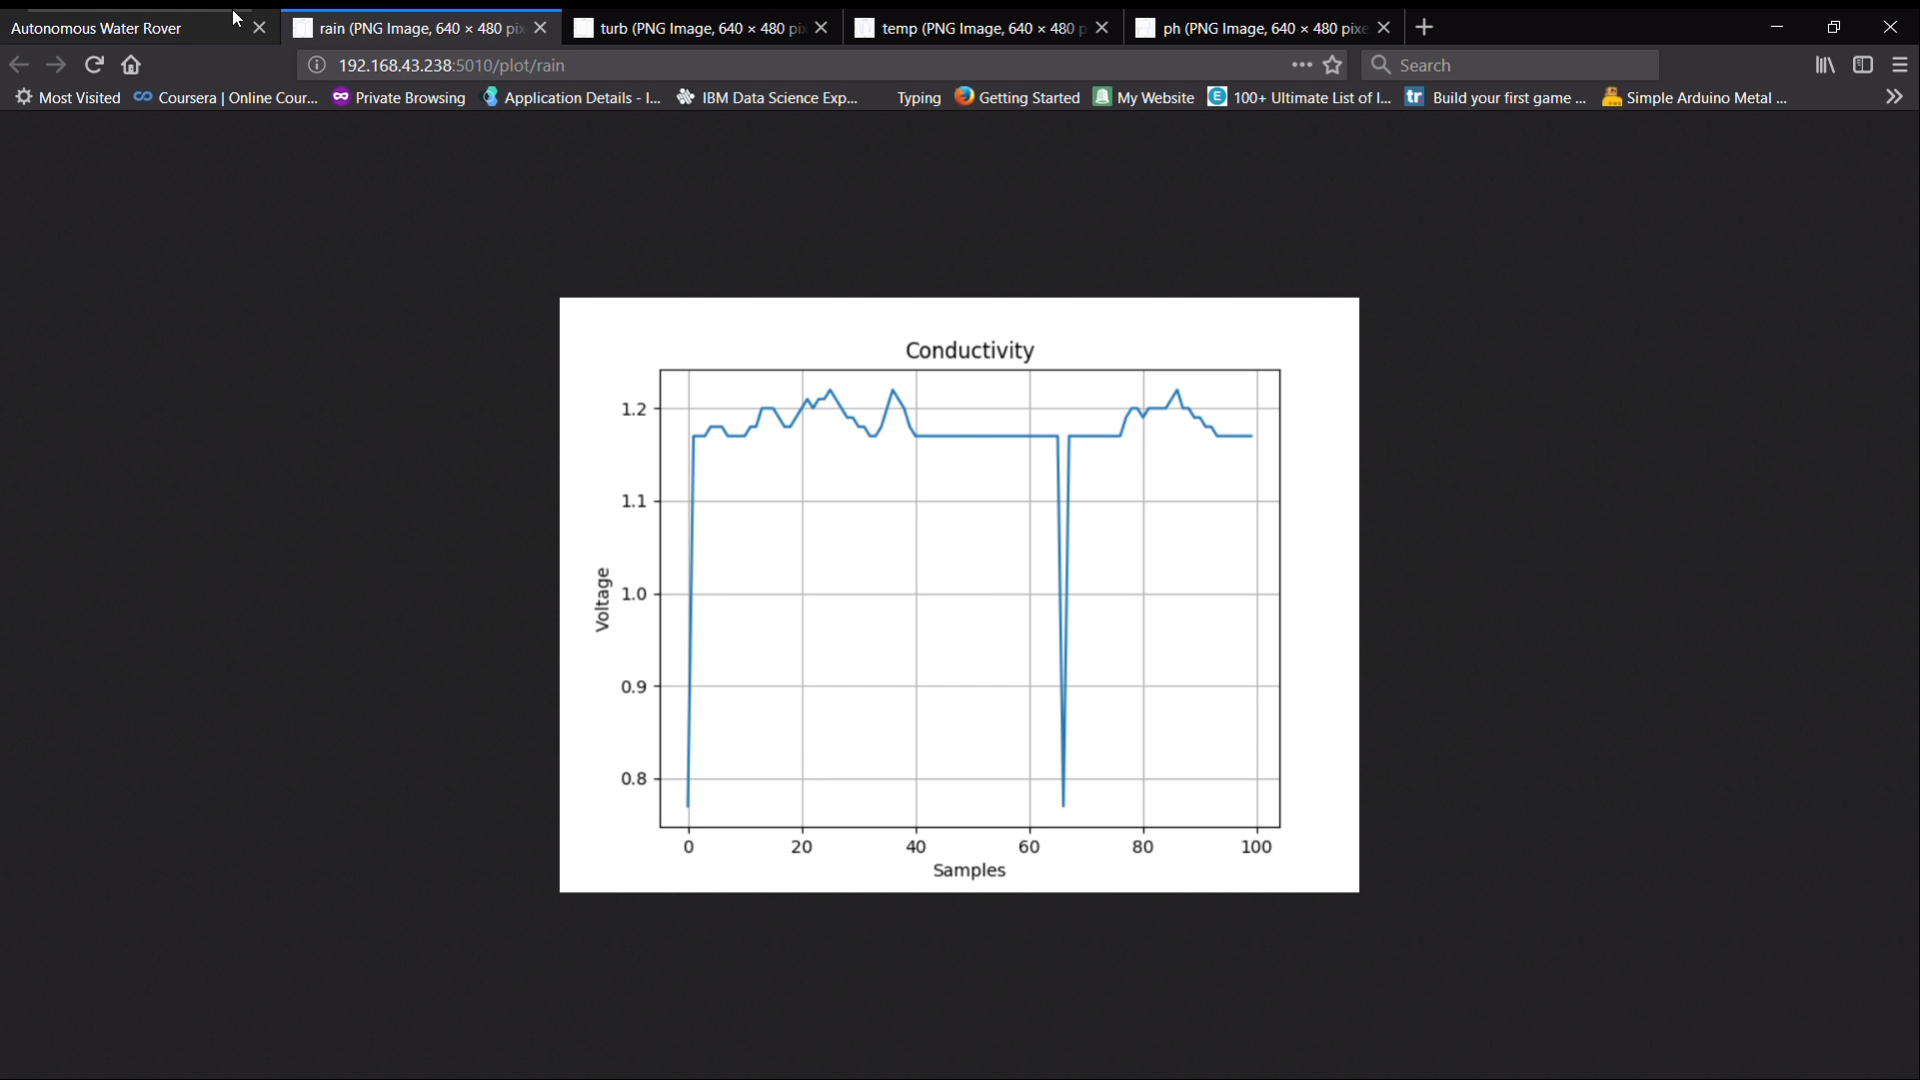 Autonomous Water Rover
rain (PNG Image, 640 × 480 pix
turb (PNG Image, 640 × 480 pi
temp (PNG Image, 640 × 480 p
ph (PNG Image, 640 × 480 pixe
192.168.43.238:5010/plot/rain
Search
Most Visited
Coursera | Online Cour...
Private Browsing
Application Details - I...
IBM Data Science Exp...
Typing
Getting Started
My Website
E 100+ Ultimate List of I...
tr Build your first game ...
Simple Arduino Metal ...
Conductivity
1.2
1.1
1.0
0.9
0.8
Voltage
0 20 40 60 80 100
Samples